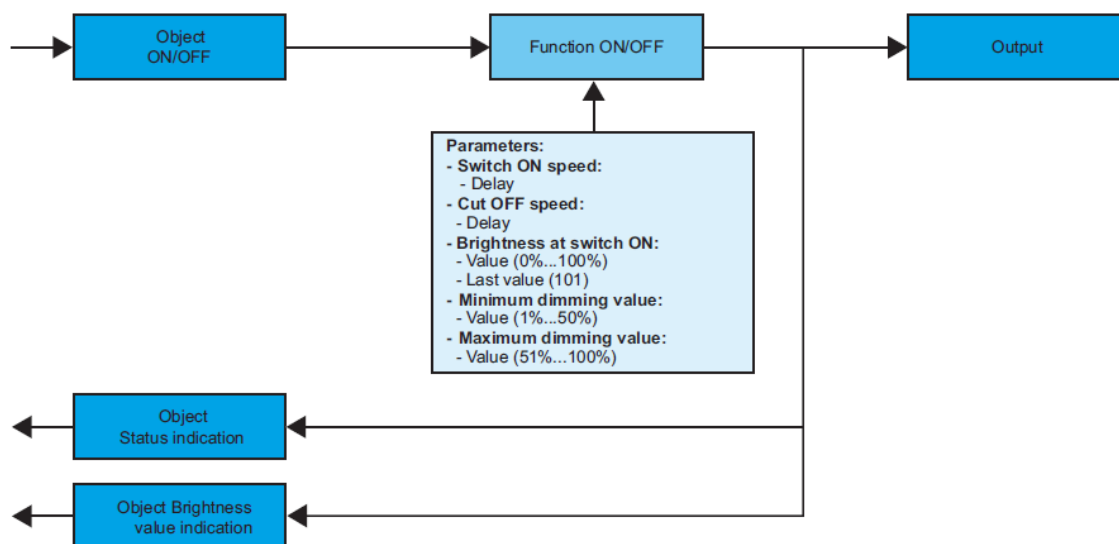 Object
ON/OFF
Function ON/OFF
Output
Parameters:
- Switch ON speed:
- Delay
- Cut OFF speed:
- Delay
- Brightness at switch ON:
- Value (0%...100%)
- Last value (101)
- Minimum dimming value:
- Value (1%...50%)
- Maximum dimming value:
- Value (51%...100%)
Object
Status indication
Object Brightness
value indication